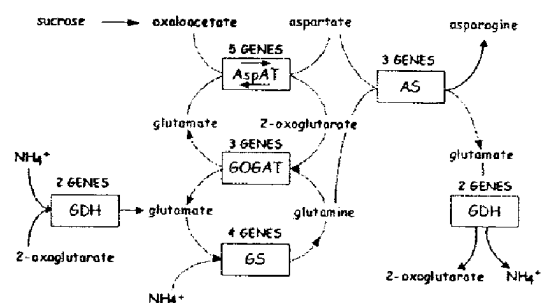 sucrose oxaloacetate aspartate asparagine
5 GENES
3 GENES
AspAT
AS
glutamate
3 GENES
2-oxoglutarate
NH4+
GOGAT
glutamate
2 GENES
2 GENES
GDH
glutamate
glutamine
GDH
4 GENES
2-oxoglutarate
GS
2-oxoglutarate
NH4+
NH4+